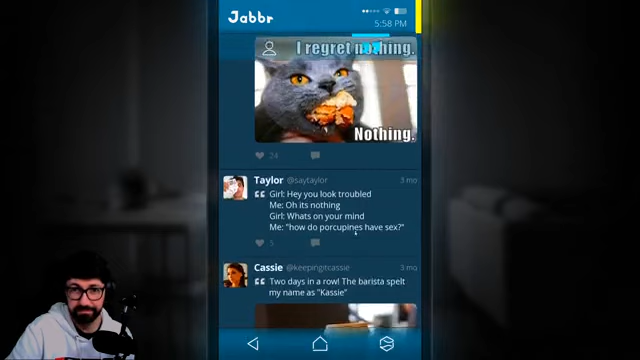 Jabbr
5:58 PM
I regret nothing.
Nothing.
24
Taylor @saytaylor 3 mo
Girl: Hey you look troubled
Me: Oh its nothing
Girl: Whats on your mind
Me: "how do porcupines have sex?"
5
Cassie @keepingitcassie 3 mo
Two days in a row! The barista spelt
my name as "Kassie"